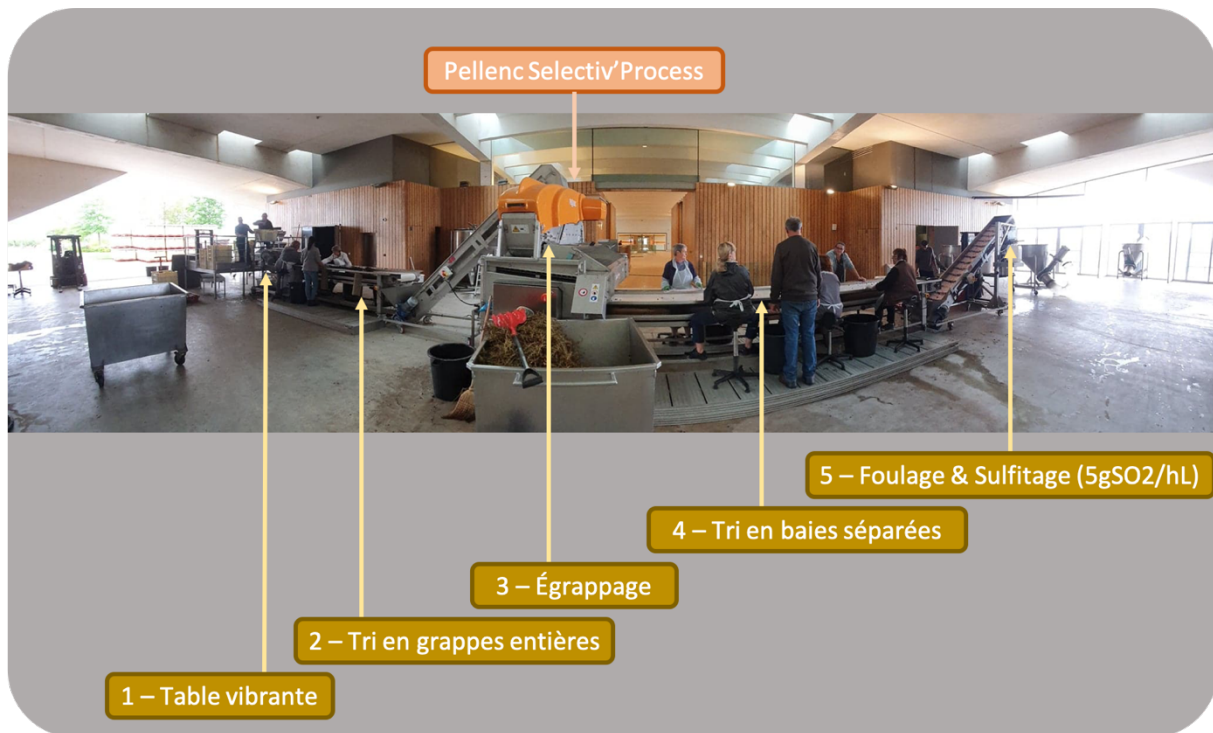 Pellenc Selectiv’Process
5 – Foulage & Sulfitage (5gSO2/hL)
4 – Tri en baies séparées
3 – Égrappage
2 – Tri en grappes entières
1 – Table vibrante